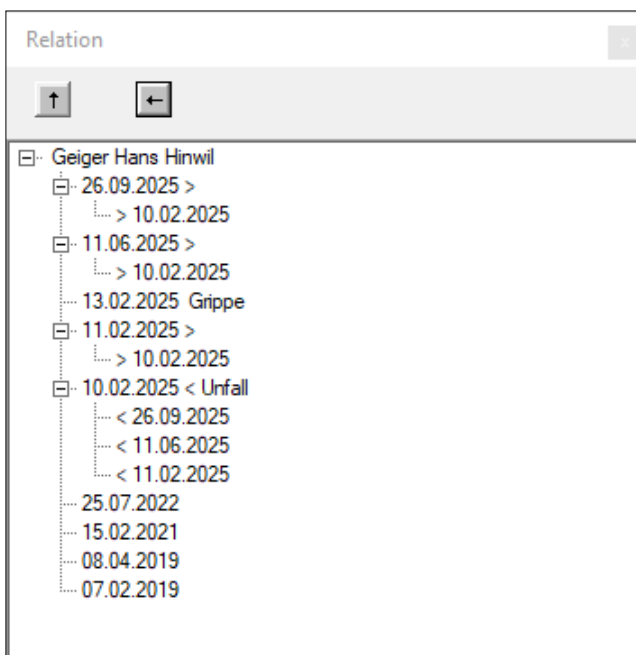 Relation
x
↑ ←
Geiger Hans Hinwil
26.09.2025 >
> 10.02.2025
11.06.2025 >
> 10.02.2025
13.02.2025 Grippe
11.02.2025 >
> 10.02.2025
10.02.2025 < Unfall
< 26.09.2025
< 11.06.2025
< 11.02.2025
25.07.2022
15.02.2021
08.04.2019
07.02.2019